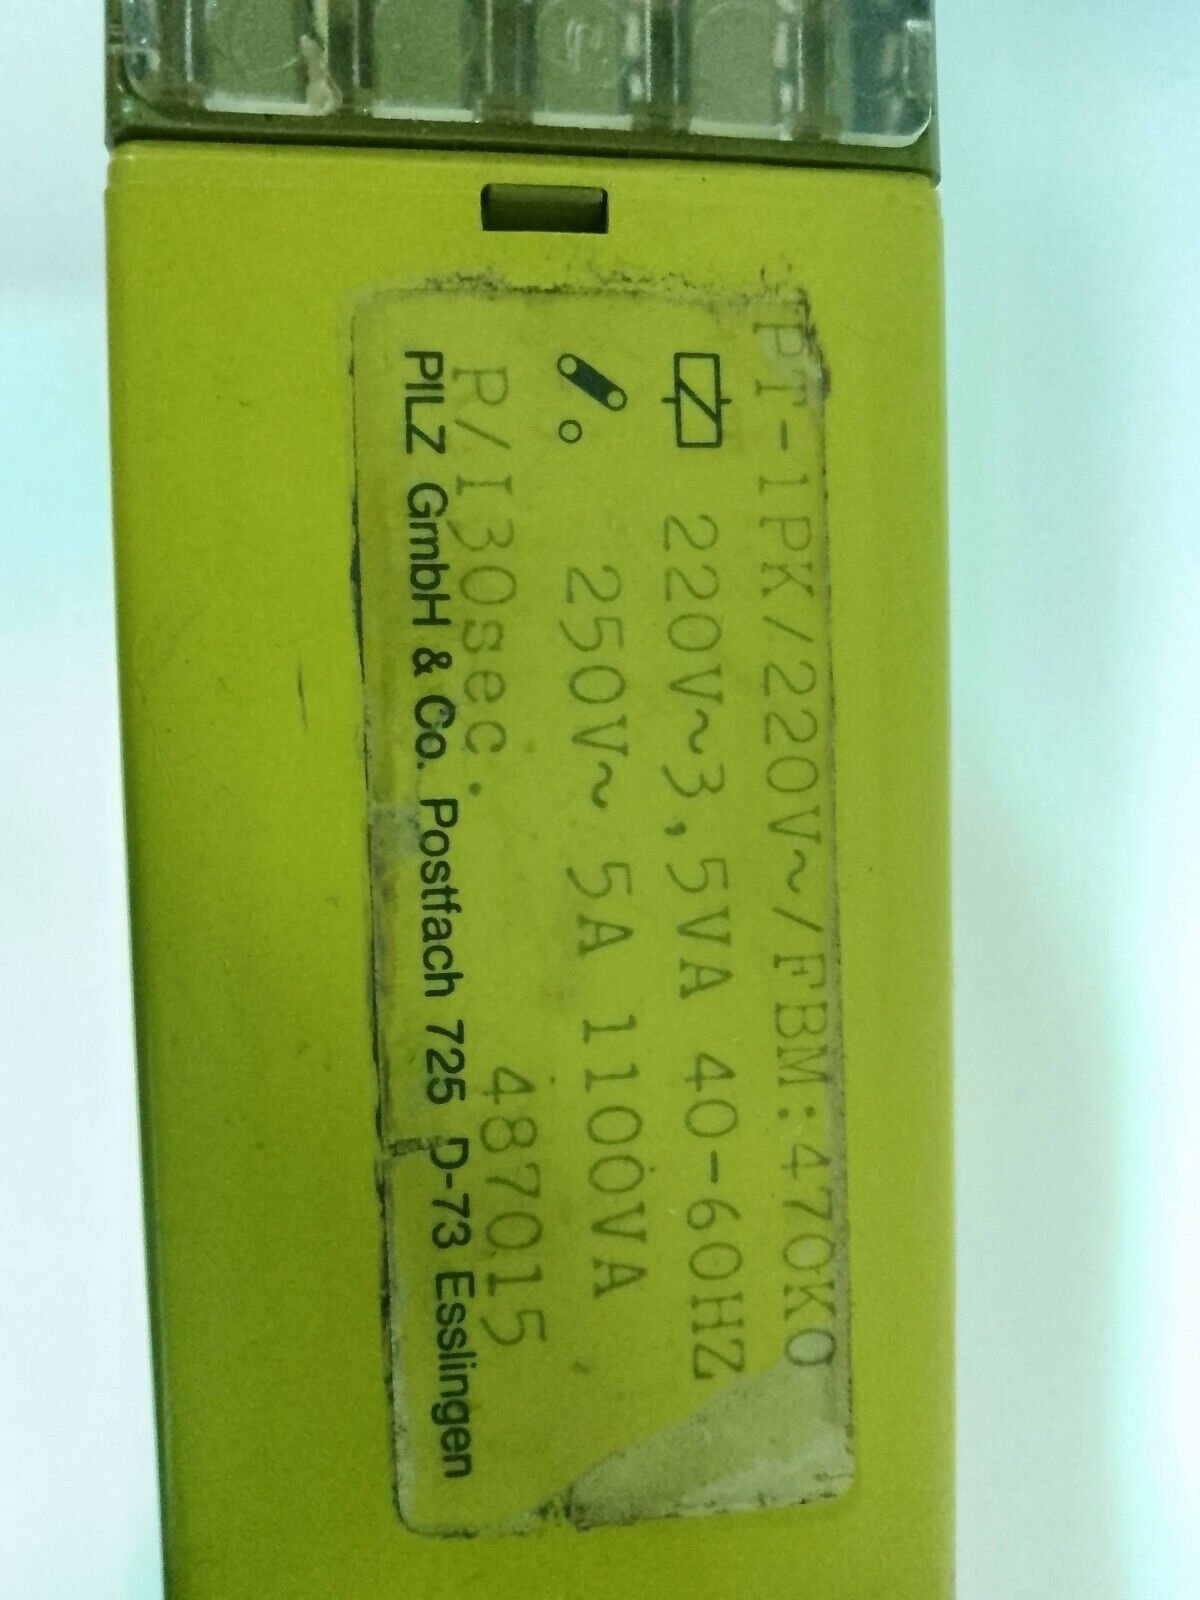 PT-1PK/220V~/FBM:470KO
220V~3,5VA 40-60HZ
250V~ 5A 1100VA
R/I30sec. 487015
PILZ GmbH & Co. Postfach 725 D-73 Esslingen